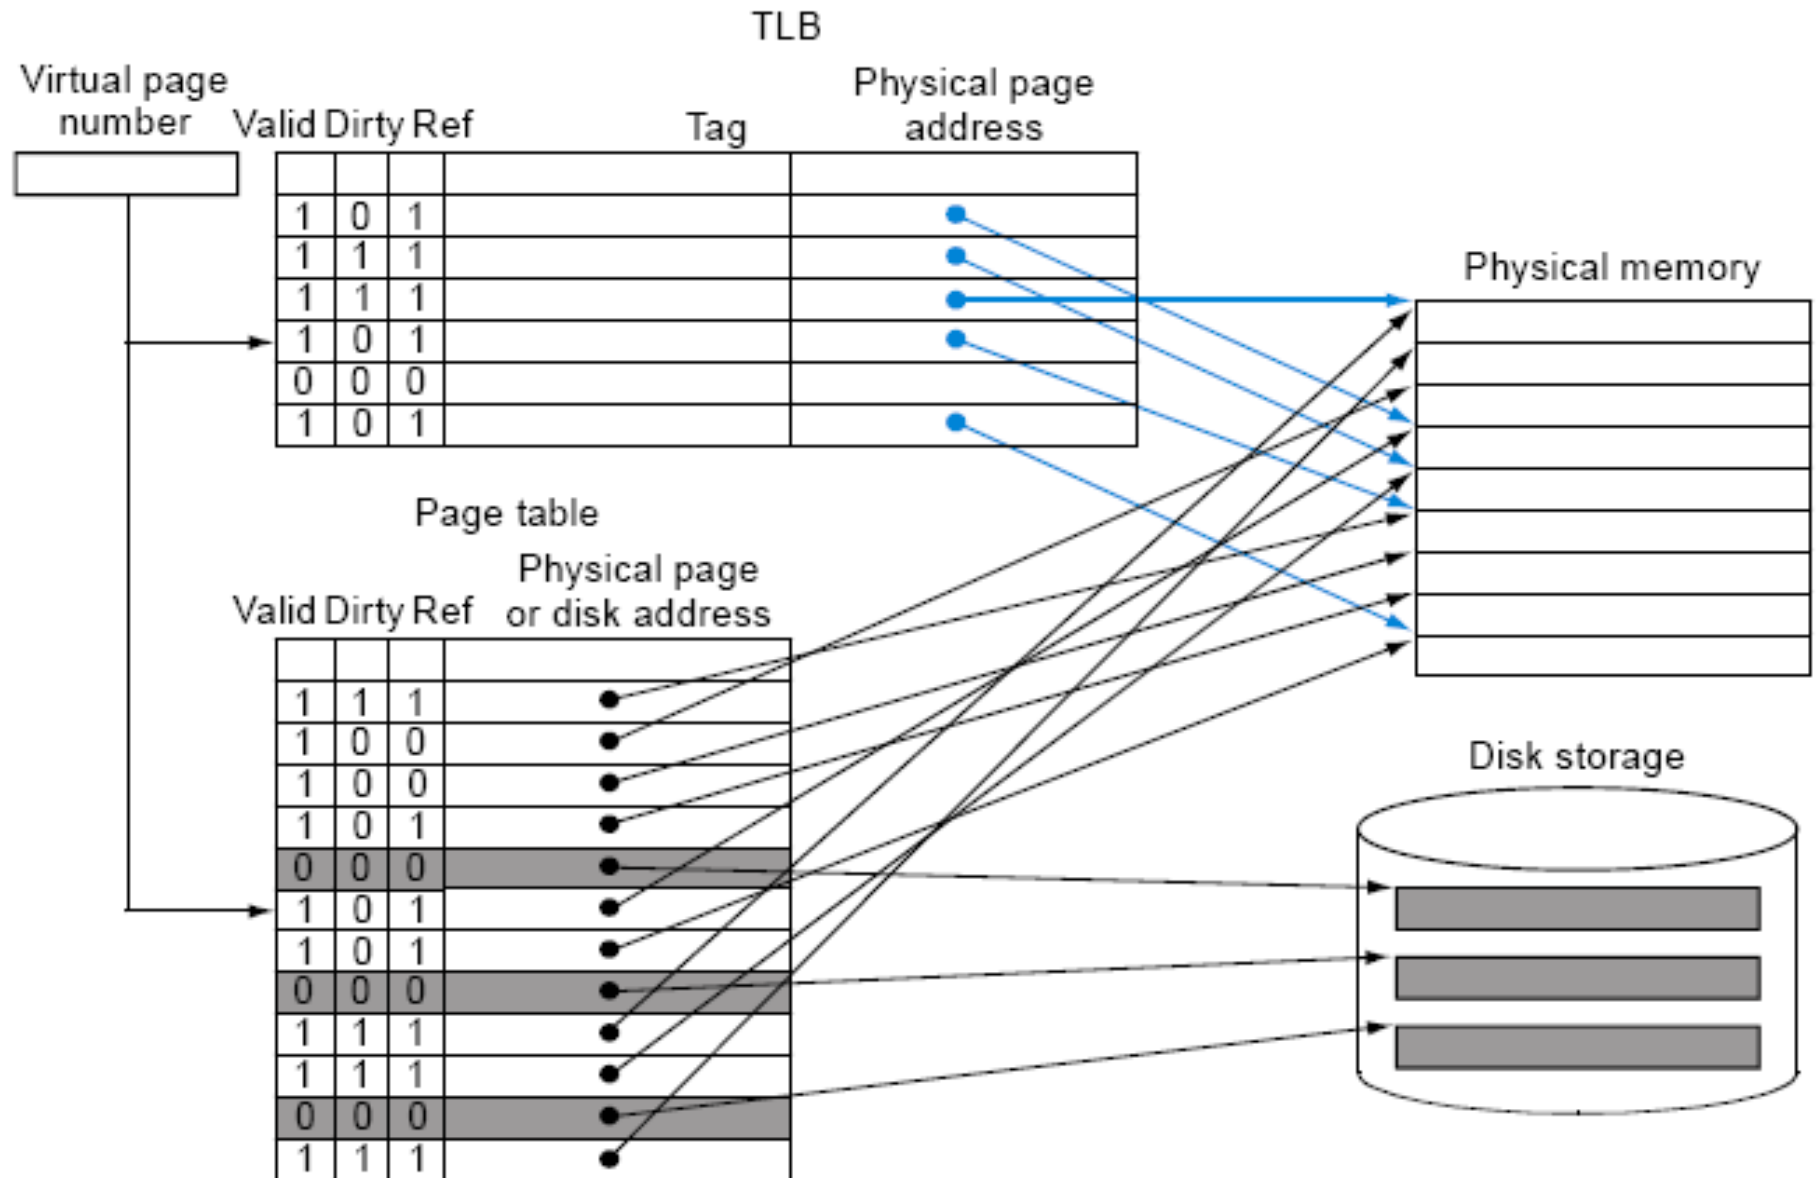 TLB
Virtual page
number
Valid Dirty Ref
Tag
Physical page
address
1 0 1
1 1 1
1 1 1
1 0 1
0 0 0
1 0 1
Physical memory
Page table
Physical page
or disk address
Valid Dirty Ref
1 1 1
1 0 0
1 0 0
1 0 1
0 0 0
1 0 1
1 0 1
0 0 0
1 1 1
1 1 1
0 0 0
1 1 1
Disk storage